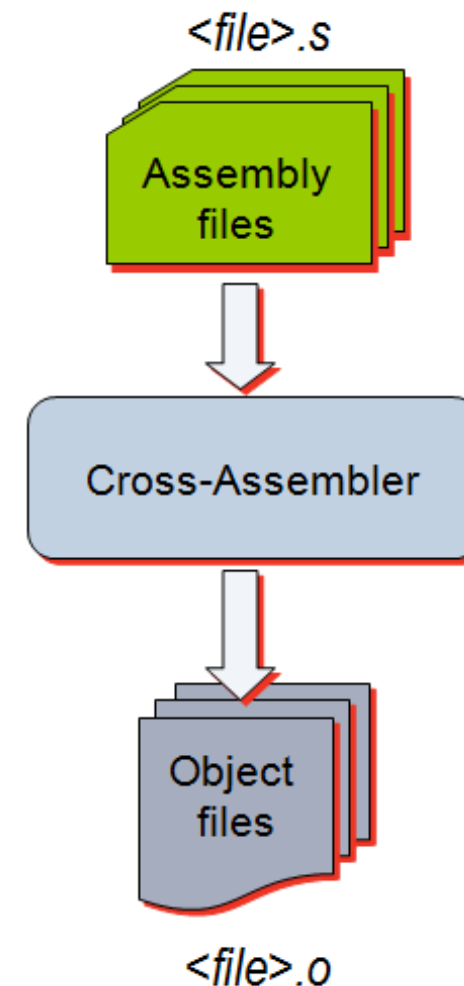 <file>.s
Assembly
files
Cross-Assembler
Object
files
<file>.o